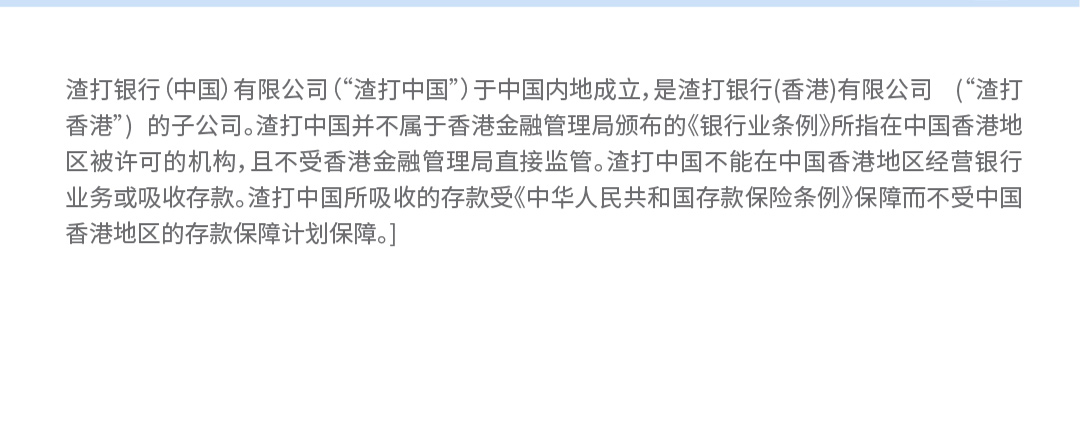 渣打银行（中国）有限公司（“渣打中国”）于中国内地成立，是渣打银行(香港)有限公司 (“渣打
香港”) 的子公司。渣打中国并不属于香港金融管理局颁布的《银行业条例》所指在中国香港地
区被许可的机构，且不受香港金融管理局直接监管。渣打中国不能在中国香港地区经营银行
业务或吸收存款。渣打中国所吸收的存款受《中华人民共和国存款保险条例》保障而不受中国
香港地区的存款保障计划保障。]